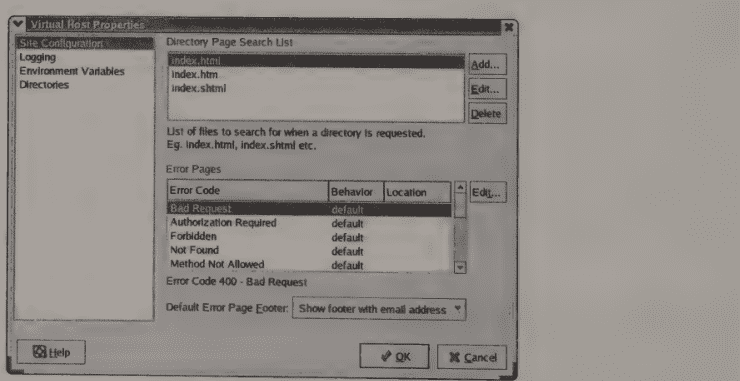 Virtual Host Properties
Site Configuration
Logging
Environment Variables
Directories
Directory Page Search List
index.html
index.htm
index.shtml
Add...
Edit...
Delete
List of files to search for when a directory is requested.
Eg. index.html, index.shtml etc.
Error Pages
Error Code Behavior Location
Bad Request default
Authorization Required default
Forbidden default
Not Found default
Method Not Allowed default
Edit...
Error Code 400 - Bad Request
Default Error Page Footer: Show footer with email address
Help
OK
Cancel